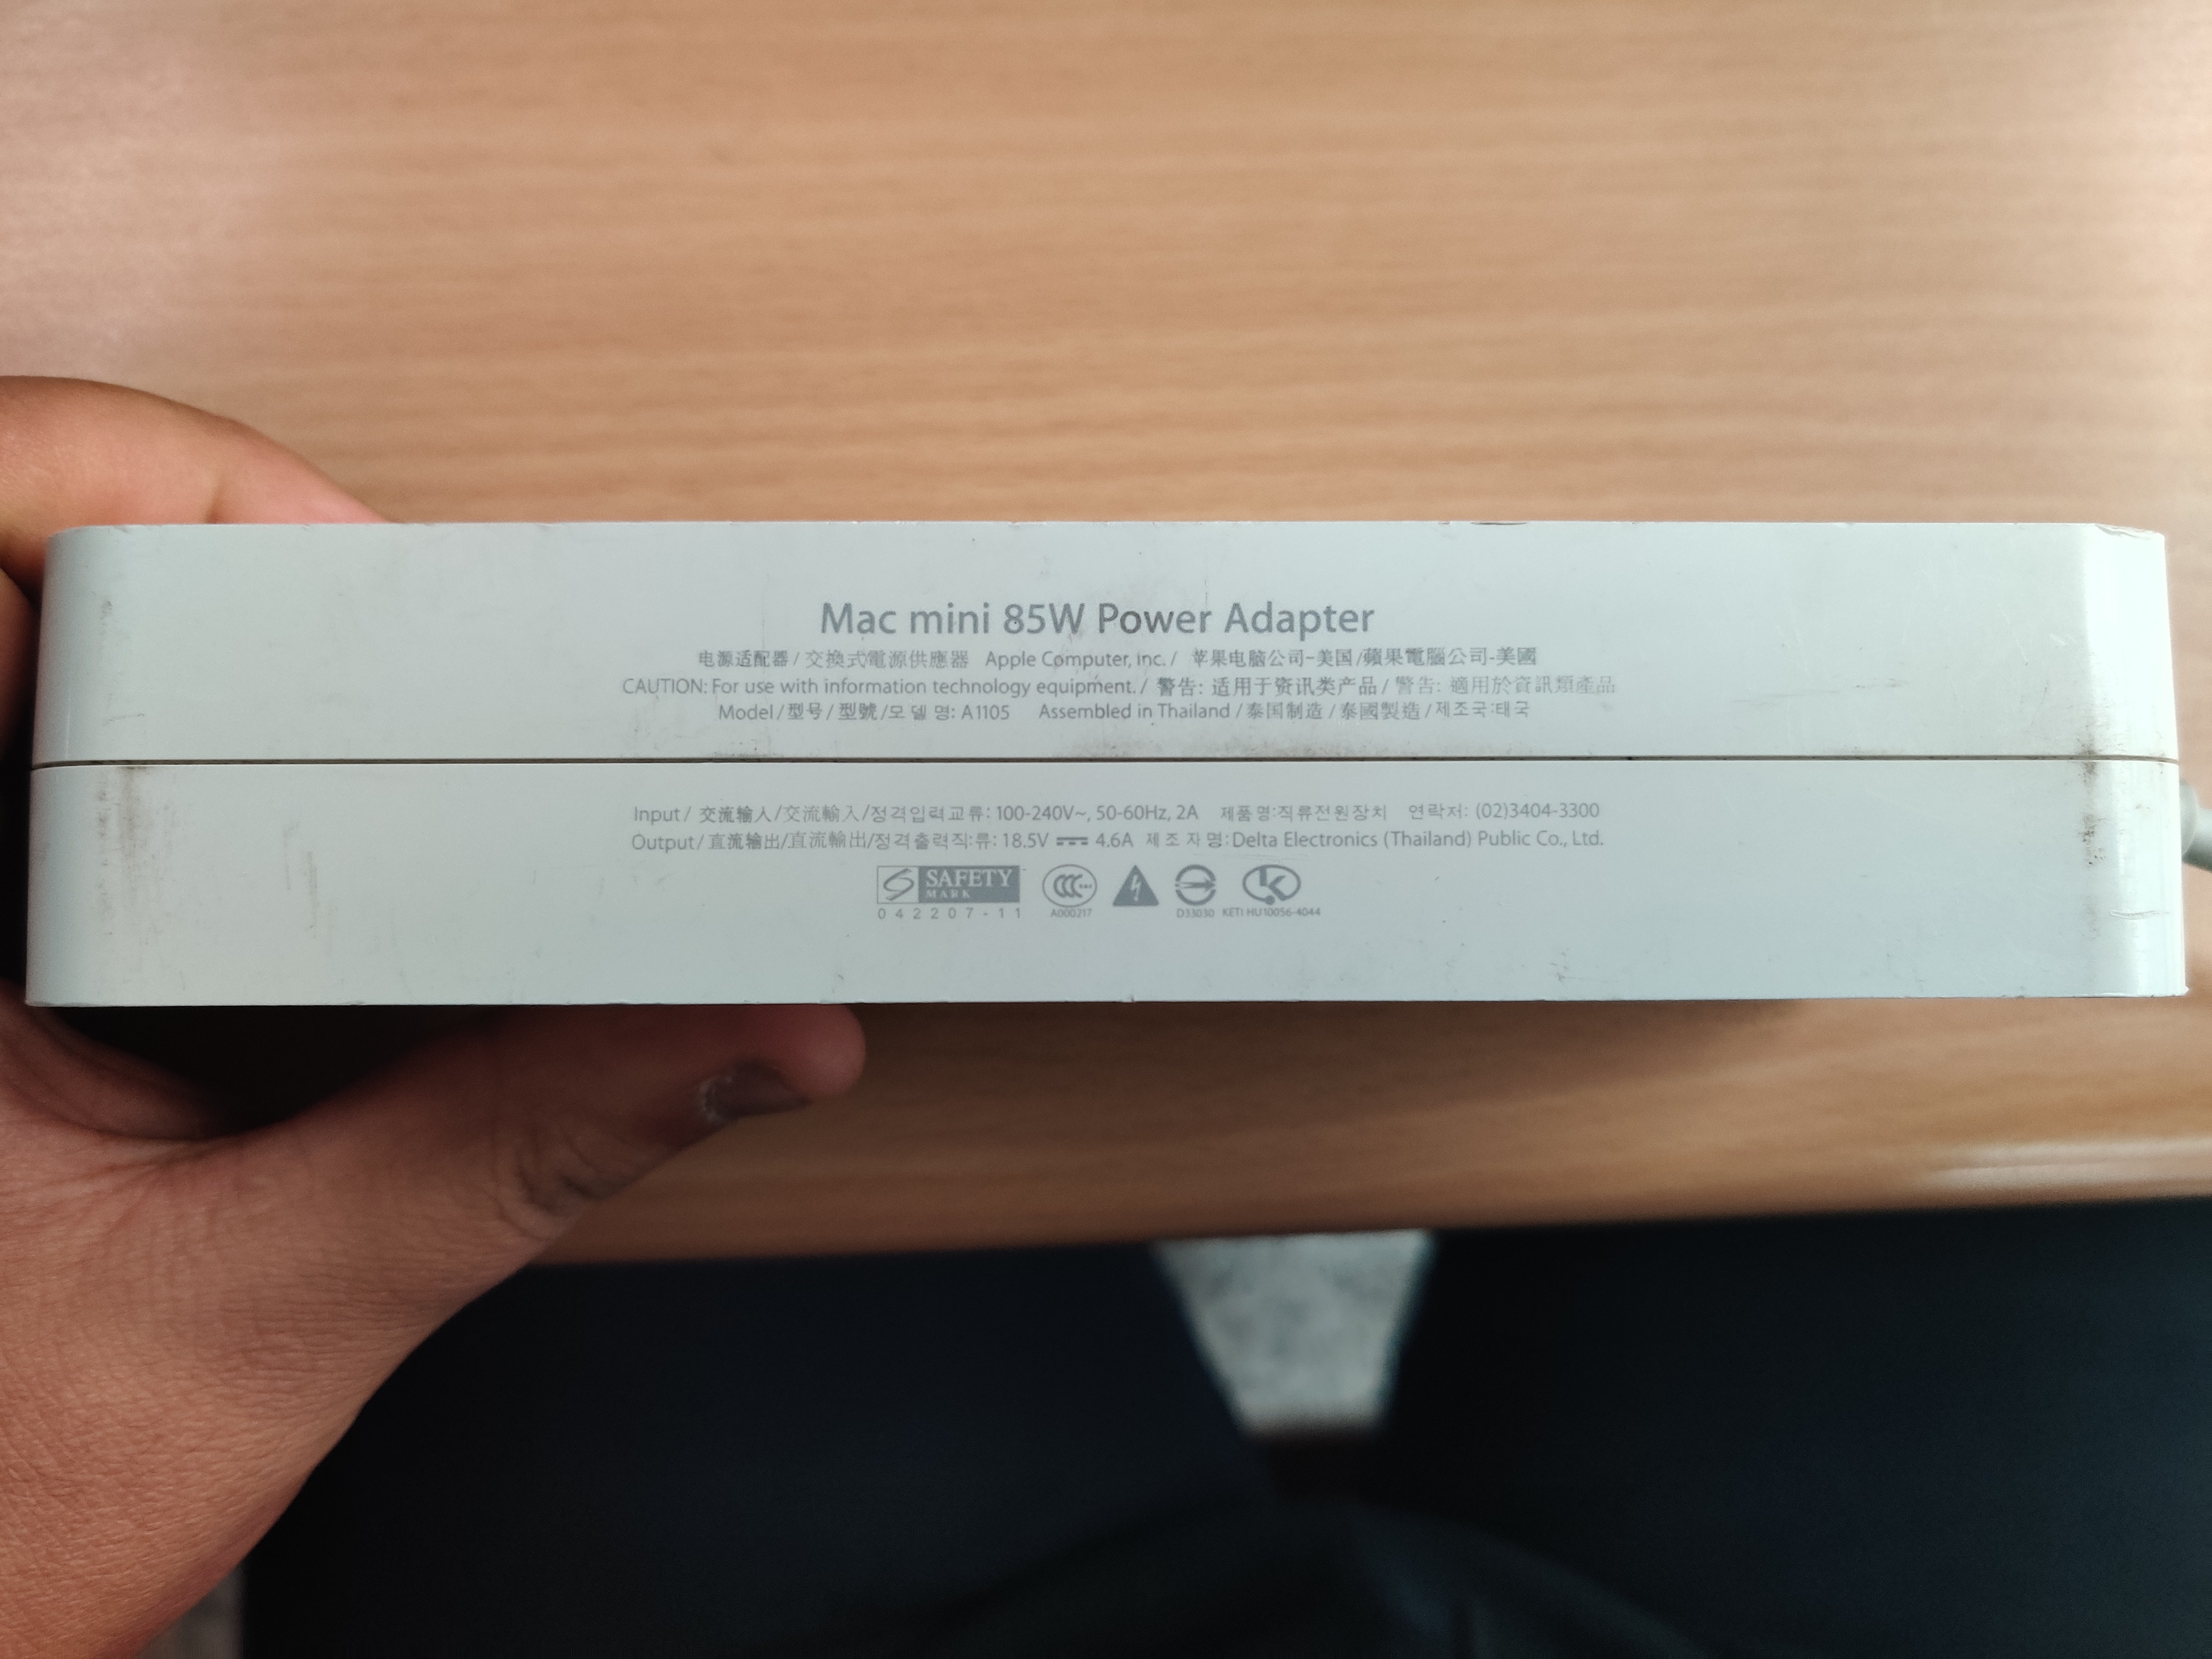 Mac mini 85W Power Adapter
电源适配器 / 交換式電源供應器 Apple Computer, inc. / 苹果电脑公司-美国/蘋果電腦公司-美國
CAUTION: For use with information technology equipment. / 警告: 适用于资讯类产品 / 警告: 適用於資訊類產品
Model / 型号 / 型號 /모 델 명: A1105 Assembled in Thailand / 泰国制造 / 泰國製造 / 제조국:태국
Input / 交流输人/交流輸入/정격입력교류: 100-240V~, 50-60Hz, 2A 제품명:직류전원장치 연락저: (02)3404-3300
Output / 直流输出/直流輸出/정격출력직:류: 18.5V ⎓ 4.6A 제 조 자 명: Delta Electronics (Thailand) Public Co., Ltd.
SAFETY
MARK
CCC S&E
K
042207-11 A000217 D33030 KETI HU10056-4044